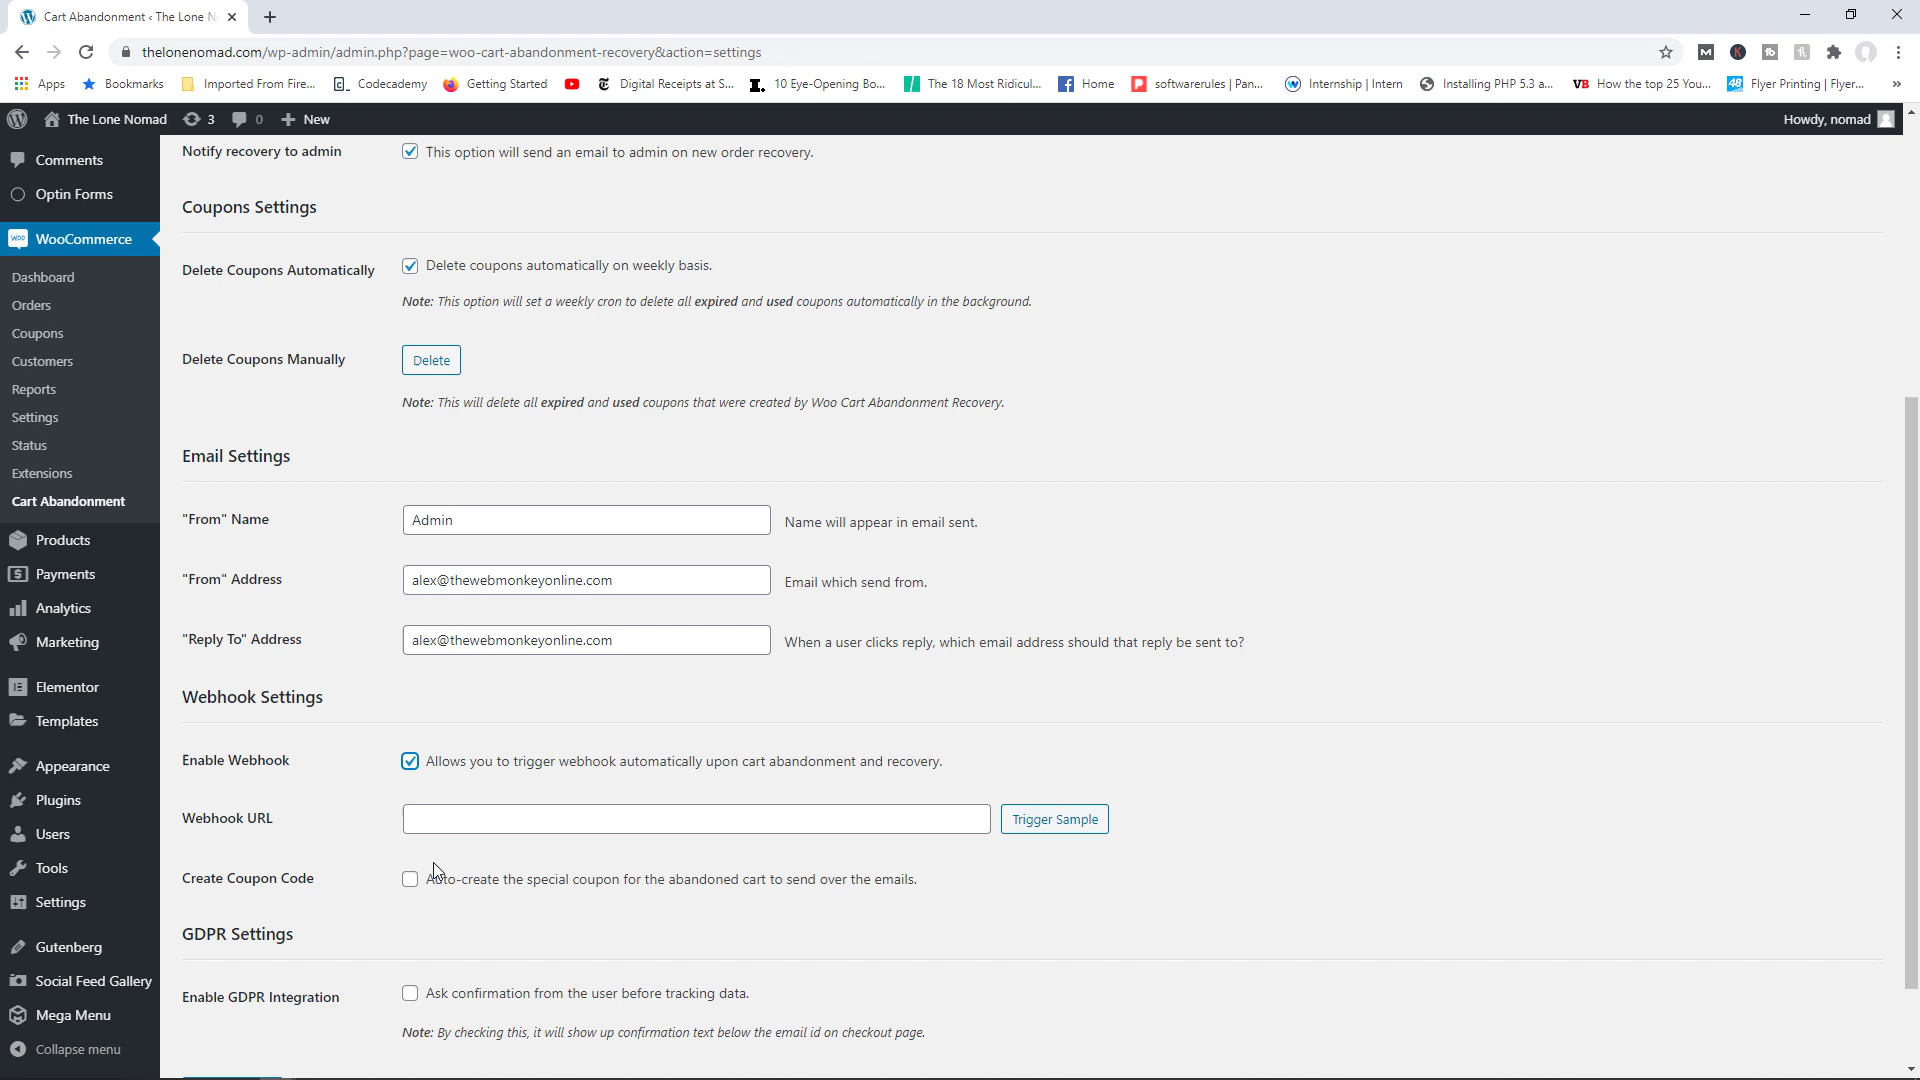 Cart Abandonment ‹ The Lone N
thelonenomad.com/wp-admin/admin.php?page=woo-cart-abandonment-recovery&action=settings
Apps
Bookmarks
Imported From Fire...
Codecademy
Getting Started
Digital Receipts at S...
10 Eye-Opening Bo...
The 18 Most Ridicul...
Home
softwarerules | Pan...
Internship | Intern
Installing PHP 5.3 a...
How the top 25 You...
Flyer Printing | Flyer...
»
The Lone Nomad
3
0
New
Howdy, nomad
Comments
Optin Forms
WooCommerce
Dashboard
Orders
Coupons
Customers
Reports
Settings
Status
Extensions
Cart Abandonment
Products
Payments
Analytics
Marketing
Elementor
Templates
Appearance
Plugins
Users
Tools
Settings
Gutenberg
Social Feed Gallery
Mega Menu
Collapse menu
Notify recovery to admin
This option will send an email to admin on new order recovery.
Coupons Settings
Delete Coupons Automatically
Delete coupons automatically on weekly basis.
Note: This option will set a weekly cron to delete all expired and used coupons automatically in the background.
Delete Coupons Manually
Delete
Note: This will delete all expired and used coupons that were created by Woo Cart Abandonment Recovery.
Email Settings
"From" Name
Admin
Name will appear in email sent.
"From" Address
alex@thewebmonkeyonline.com
Email which send from.
"Reply To" Address
alex@thewebmonkeyonline.com
When a user clicks reply, which email address should that reply be sent to?
Webhook Settings
Enable Webhook
Allows you to trigger webhook automatically upon cart abandonment and recovery.
Webhook URL
Trigger Sample
Create Coupon Code
Auto-create the special coupon for the abandoned cart to send over the emails.
GDPR Settings
Enable GDPR Integration
Ask confirmation from the user before tracking data.
Note: By checking this, it will show up confirmation text below the email id on checkout page.